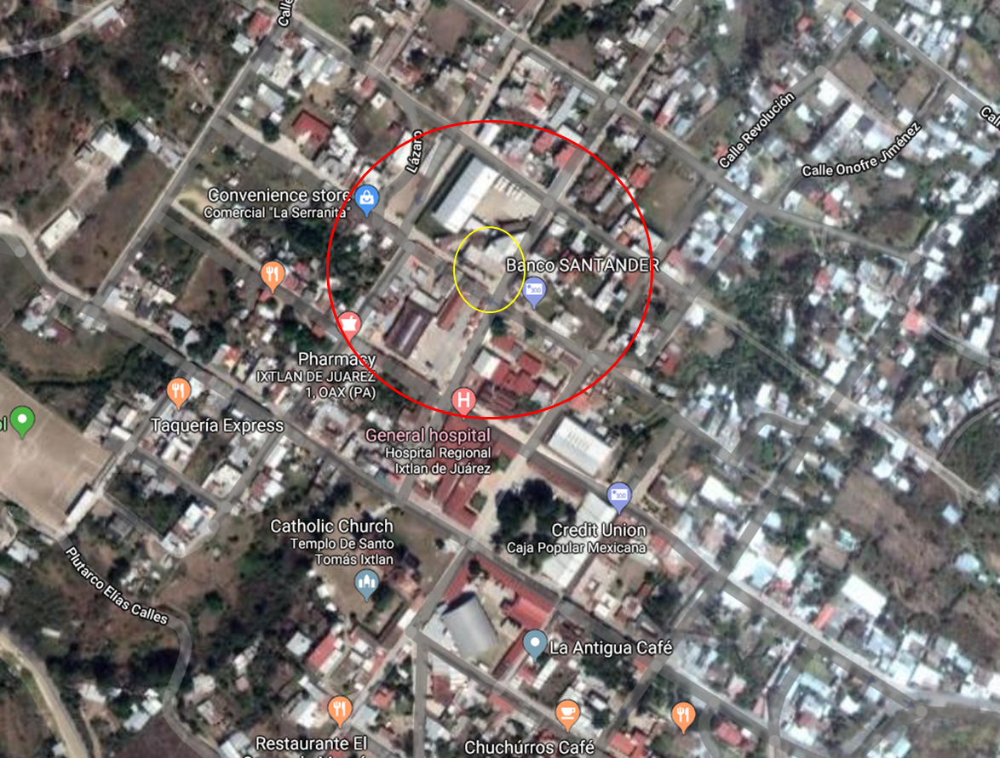 Calle
Lázaro
Calle Revolución
Calle Onofre Jiménez
Convenience store
Comercial "La Serranita"
Banco SANTANDER
Pharmacy
IXTLAN DE JUAREZ
1, OAX (PA)
Taquería Express
H
General hospital
Hospital Regional
Ixtlan de Juárez
Catholic Church
Templo De Santo
Tomás Ixtlan
Credit Union
Caja Popular Mexicana
Plutarco Elías Calles
La Antigua Café
Restaurante El
Chuchúrros Café